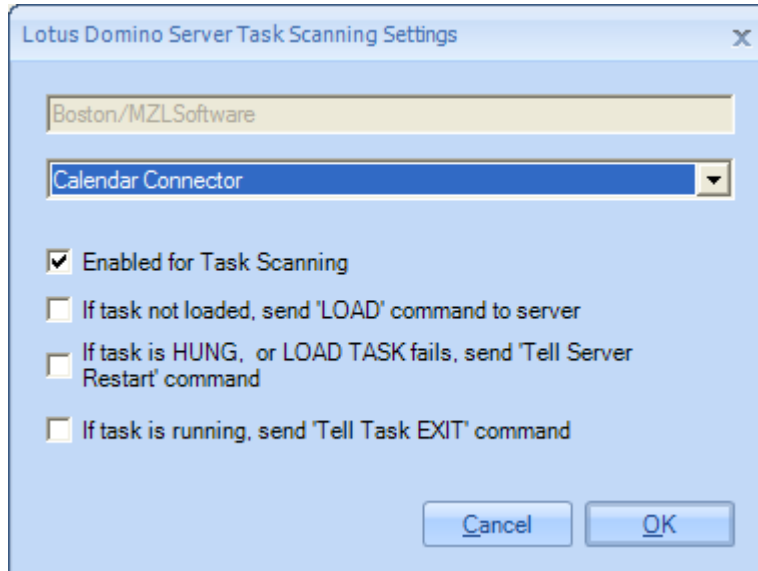 Lotus Domino Server Task Scanning Settings
Boston/MZLSoftware
Calendar Connector
Enabled for Task Scanning
If task not loaded, send 'LOAD' command to server
If task is HUNG,  or LOAD TASK fails, send 'Tell Server
Restart' command
If task is running, send 'Tell Task EXIT' command
Cancel OK